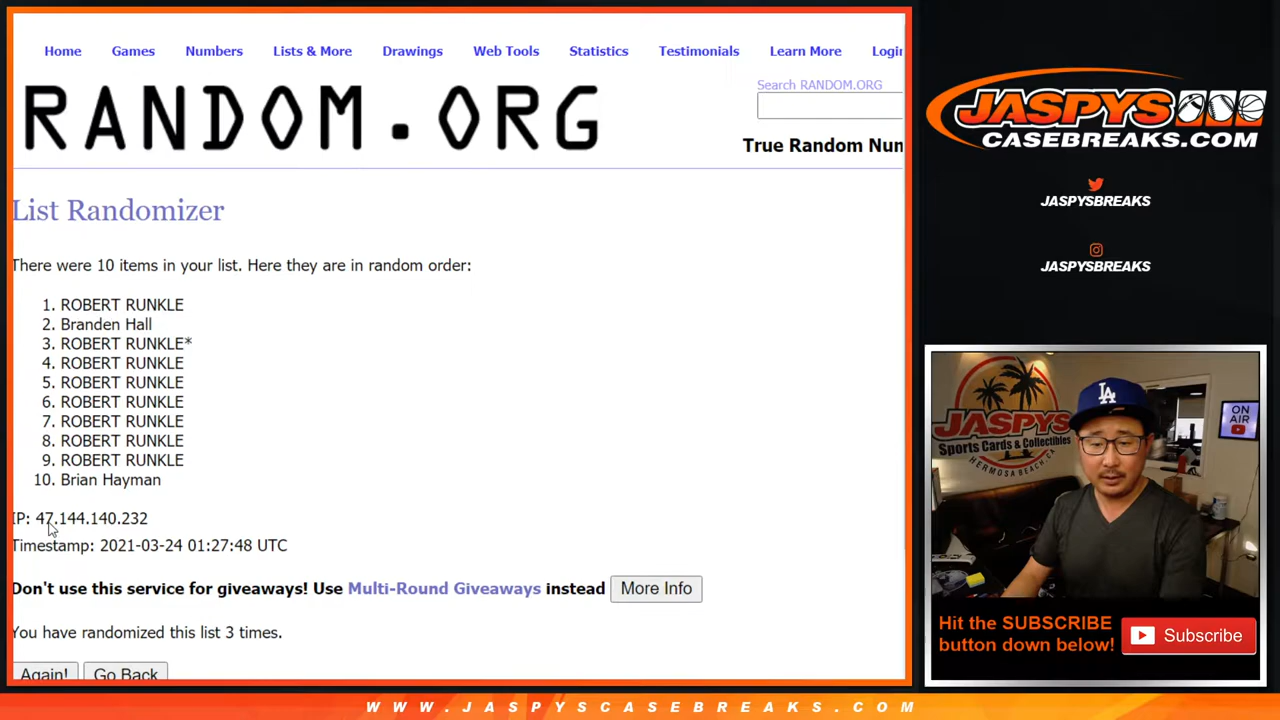 Home Games Numbers Lists & More Drawings Web Tools Statistics Testimonials Learn More Login
RANDOM.ORG
Search RANDOM.ORG
True Random Num
List Randomizer
There were 10 items in your list. Here they are in random order:
1. ROBERT RUNKLE
2. Branden Hall
3. ROBERT RUNKLE*
4. ROBERT RUNKLE
5. ROBERT RUNKLE
6. ROBERT RUNKLE
7. ROBERT RUNKLE
8. ROBERT RUNKLE
9. ROBERT RUNKLE
10. Brian Hayman
IP: 47.144.140.232
Timestamp: 2021-03-24 01:27:48 UTC
Don't use this service for giveaways! Use Multi-Round Giveaways instead More Info
You have randomized this list 3 times.
Again! Go Back
JASPYS
CASEBREAKS.COM
JASPYSBREAKS
JASPYSBREAKS
JASPYS
Sports Cards & Collectibles
HERMOSA BEACH, CA
LA
ON
AIR
Hit the SUBSCRIBE
button down below!
Subscribe
WWW.JASPYSCASEBREAKS.COM